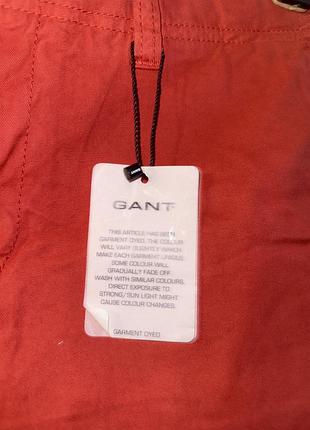 GANT
THIS ARTICLE HAS BEEN
GARMENT DYED. THE COLOUR
WILL VARY SLIGHTLY WHICH
MAKE EACH GARMENT UNIQUE.
SOME COLOUR WILL
GRADUALLY FADE OFF.
WASH WITH SIMILAR COLOURS.
DIRECT EXPOSURE TO
STRONG/SUN LIGHT MIGHT
CAUSE COLOUR CHANGES.
GARMENT DYED